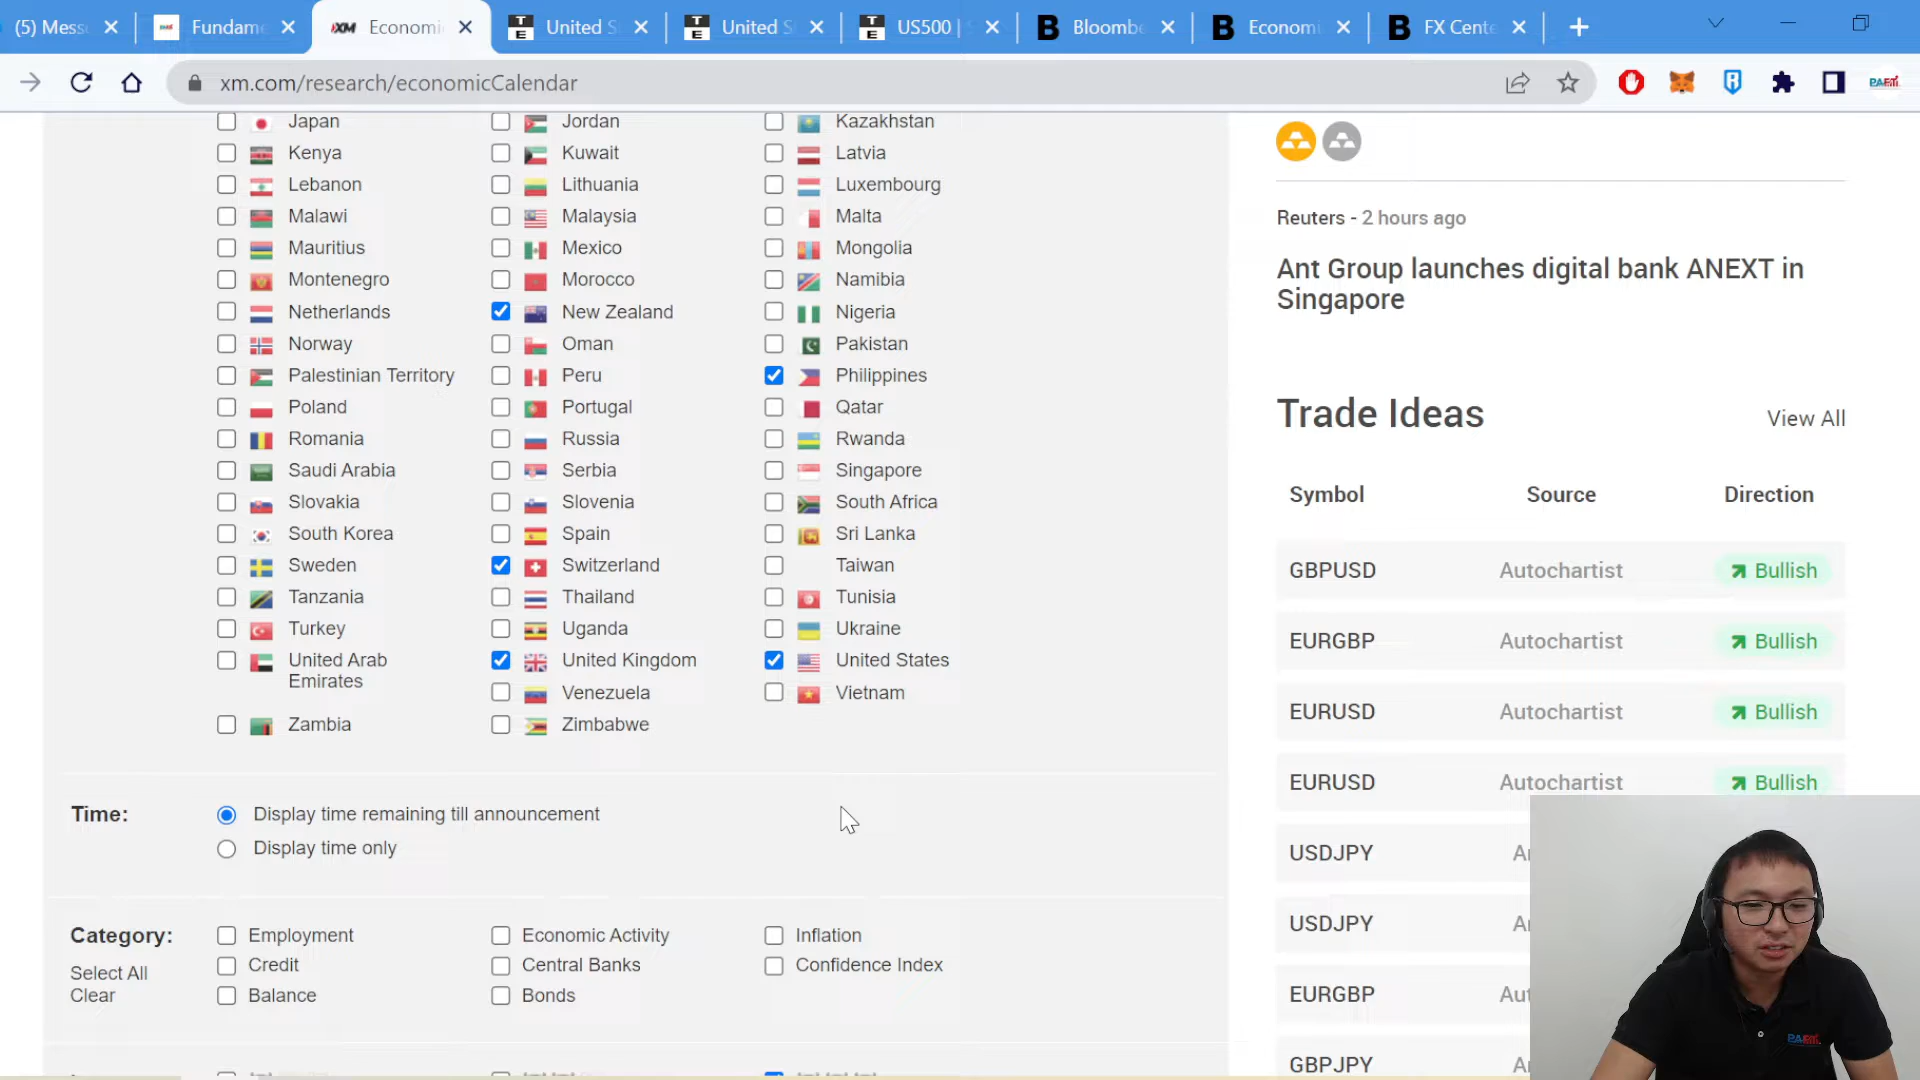 (5) Mess
Fundam
XM Economi
TE United S
TE United S
TE US500 |
B Bloombe
B Economi
B FX Cente
xm.com/research/economicCalendar
Japan Jordan Kazakhstan
Kenya Kuwait Latvia
Lebanon Lithuania Luxembourg
Malawi Malaysia Malta
Mauritius Mexico Mongolia
Montenegro Morocco Namibia
Netherlands New Zealand Nigeria
Norway Oman Pakistan
Palestinian Territory Peru Philippines
Poland Portugal Qatar
Romania Russia Rwanda
Saudi Arabia Serbia Singapore
Slovakia Slovenia South Africa
South Korea Spain Sri Lanka
Sweden Switzerland Taiwan
Tanzania Thailand Tunisia
Turkey Uganda Ukraine
United Arab Emirates United Kingdom United States
Venezuela Vietnam
Zambia Zimbabwe
Time: Display time remaining till announcement
Display time only
Category: Employment Economic Activity Inflation
Select All Credit Central Banks Confidence Index
Clear Balance Bonds
Reuters - 2 hours ago
Ant Group launches digital bank ANEXT in
Singapore
Trade Ideas View All
Symbol Source Direction
GBPUSD Autochartist Bullish
EURGBP Autochartist Bullish
EURUSD Autochartist Bullish
EURUSD Autochartist Bullish
USDJPY
USDJPY
EURGBP
GBPJPY